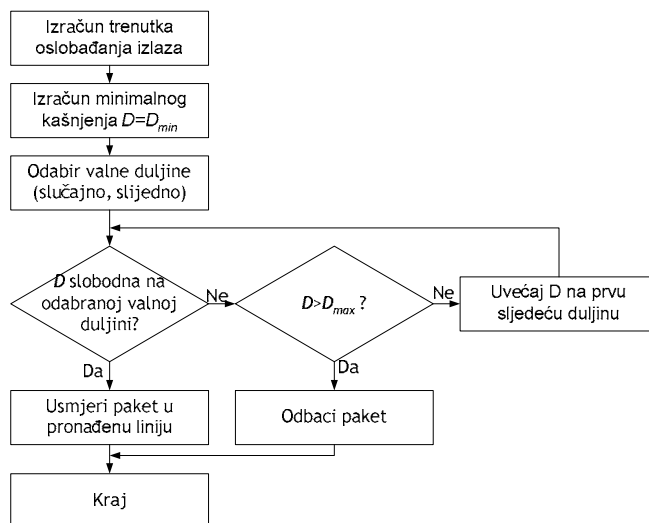 Izračun trenutka
oslobađanja izlaza
Izračun minimalnog
kašnjenja D=Dmin
Odabir valne duljine
(slučajno, slijedno)
D slobodna na
odabranoj valnoj
duljini?
Ne
D>Dmax ?
Ne
Uvećaj D na prvu
sljedeću duljinu
Da
Da
Usmjeri paket u
pronađenu liniju
Odbaci paket
Kraj